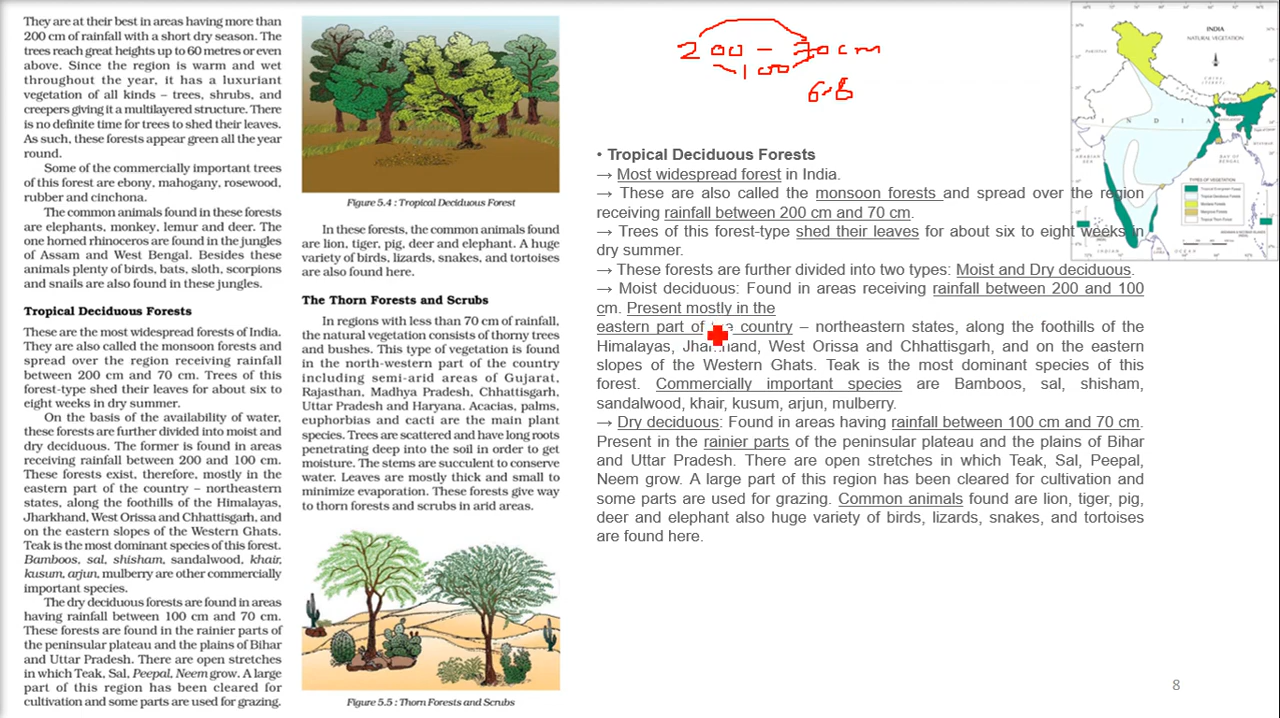 They are at their best in areas having more than
200 cm of rainfall with a short dry season. The
trees reach great heights up to 60 metres or even
above. Since the region is warm and wet
throughout the year, it has a luxuriant
vegetation of all kinds – trees, shrubs, and
creepers giving it a multilayered structure. There
is no definite time for trees to shed their leaves.
As such, these forests appear green all the year
round.
Some of the commercially important trees
of this forest are ebony, mahogany, rosewood,
rubber and cinchona.
The common animals found in these forests
are elephants, monkey, lemur and deer. The
one horned rhinoceros are found in the jungles
of Assam and West Bengal. Besides these
animals plenty of birds, bats, sloth, scorpions
and snails are also found in these jungles.
Tropical Deciduous Forests
These are the most widespread forests of India.
They are also called the monsoon forests and
spread over the region receiving rainfall
between 200 cm and 70 cm. Trees of this
forest-type shed their leaves for about six to
eight weeks in dry summer.
On the basis of the availability of water,
these forests are further divided into moist and
dry deciduous. The former is found in areas
receiving rainfall between 200 and 100 cm.
These forests exist, therefore, mostly in the
eastern part of the country – northeastern
states, along the foothills of the Himalayas,
Jharkhand, West Orissa and Chhattisgarh, and
on the eastern slopes of the Western Ghats.
Teak is the most dominant species of this forest.
Bamboos, sal, shisham, sandalwood, khair,
kusum, arjun, mulberry are other commercially
important species.
The dry deciduous forests are found in areas
having rainfall between 100 cm and 70 cm.
These forests are found in the rainier parts of
the peninsular plateau and the plains of Bihar
and Uttar Pradesh. There are open stretches
in which Teak, Sal, Peepal, Neem grow. A large
part of this region has been cleared for
cultivation and some parts are used for grazing.
Figure 5.4 : Tropical Deciduous Forest
In these forests, the common animals found
are lion, tiger, pig, deer and elephant. A huge
variety of birds, lizards, snakes, and tortoises
are also found here.
The Thorn Forests and Scrubs
In regions with less than 70 cm of rainfall,
the natural vegetation consists of thorny trees
and bushes. This type of vegetation is found
in the north-western part of the country
including semi-arid areas of Gujarat,
Rajasthan, Madhya Pradesh, Chhattisgarh,
Uttar Pradesh and Haryana. Acacias, palms,
euphorbias and cacti are the main plant
species. Trees are scattered and have long roots
penetrating deep into the soil in order to get
moisture. The stems are succulent to conserve
water. Leaves are mostly thick and small to
minimize evaporation. These forests give way
to thorn forests and scrubs in arid areas.
Figure 5.5 : Thorn Forests and Scrubs
200 – 70 cm
100
6-8
• Tropical Deciduous Forests
→ Most widespread forest in India.
→ These are also called the monsoon forests and spread over the region
receiving rainfall between 200 cm and 70 cm.
→ Trees of this forest-type shed their leaves for about six to eight weeks in
dry summer.
→ These forests are further divided into two types: Moist and Dry deciduous.
→ Moist deciduous: Found in areas receiving rainfall between 200 and 100
cm. Present mostly in the
eastern part of the country – northeastern states, along the foothills of the
Himalayas, Jharkhand, West Orissa and Chhattisgarh, and on the eastern
slopes of the Western Ghats. Teak is the most dominant species of this
forest. Commercially important species are Bamboos, sal, shisham,
sandalwood, khair, kusum, arjun, mulberry.
→ Dry deciduous: Found in areas having rainfall between 100 cm and 70 cm.
Present in the rainier parts of the peninsular plateau and the plains of Bihar
and Uttar Pradesh. There are open stretches in which Teak, Sal, Peepal,
Neem grow. A large part of this region has been cleared for cultivation and
some parts are used for grazing. Common animals found are lion, tiger, pig,
deer and elephant also huge variety of birds, lizards, snakes, and tortoises
are found here.
INDIA
NATURAL VEGETATION
INDIA
TYPES OF VEGETATION
Tropical Evergreen Forest
Tropical Deciduous Forest
Montane Forest
Mangrove Forest
Tropical Thorn Forest
8